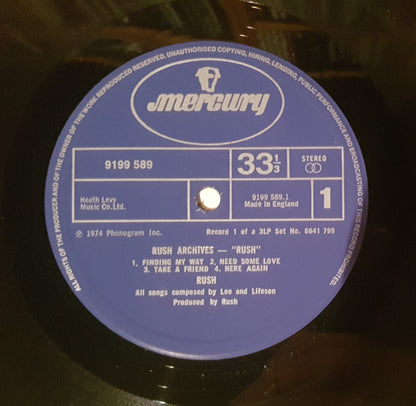 ALL RIGHTS OF THE PRODUCER AND OF THE OWNER OF THE WORK REPRODUCED RESERVED. UNAUTHORISED COPYING, HIRING, LENDING, PUBLIC PERFORMANCE AND BROADCASTING OF THIS RECORD PROHIBITED.
mercury
9199 589
33 1/3
STEREO
Heath Levy
Music Co.Ltd.
9199 589.1
Made in England
1
℗ 1974 Phonogram Inc.
Record 1 of a 3LP Set No. 6641 799
RUSH ARCHIVES — "RUSH"
1. FINDING MY WAY 2. NEED SOME LOVE
3. TAKE A FRIEND 4. HERE AGAIN
RUSH
All songs composed by Lee and Lifeson
Produced by Rush